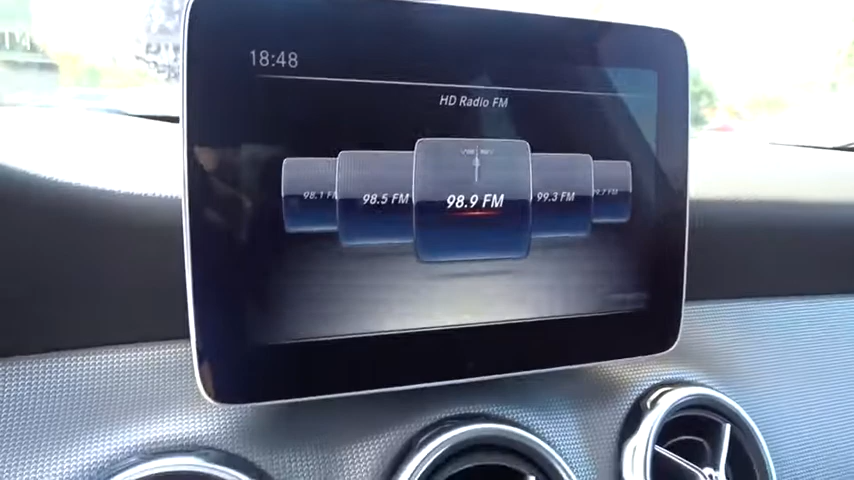 18:48
HD Radio FM
98.1 FM
98.5 FM
98.9 FM
99.3 FM